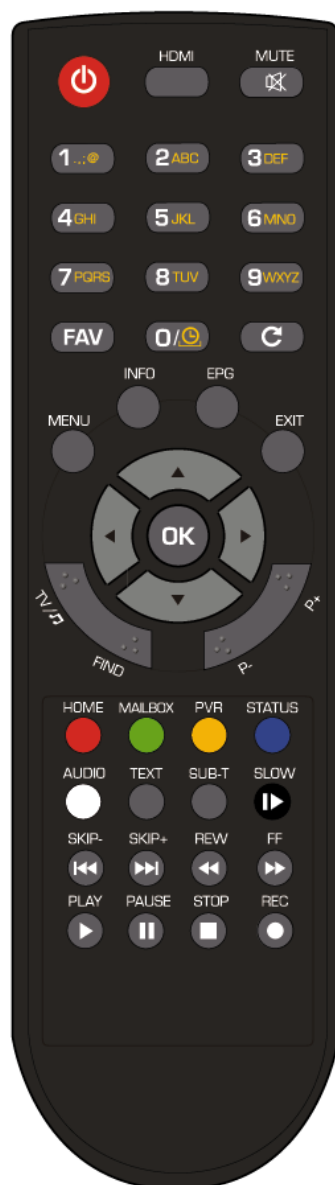 HDMI MUTE
1.,:@ 2ABC 3DEF
4GHI 5JKL 6MNO
7PQRS 8TUV 9WXYZ
FAV 0/
INFO EPG
MENU EXIT
OK
TV/♫ P+
FIND P-
HOME MAILBOX PVR STATUS
AUDIO TEXT SUB-T SLOW
SKIP- SKIP+ REW FF
PLAY PAUSE STOP REC